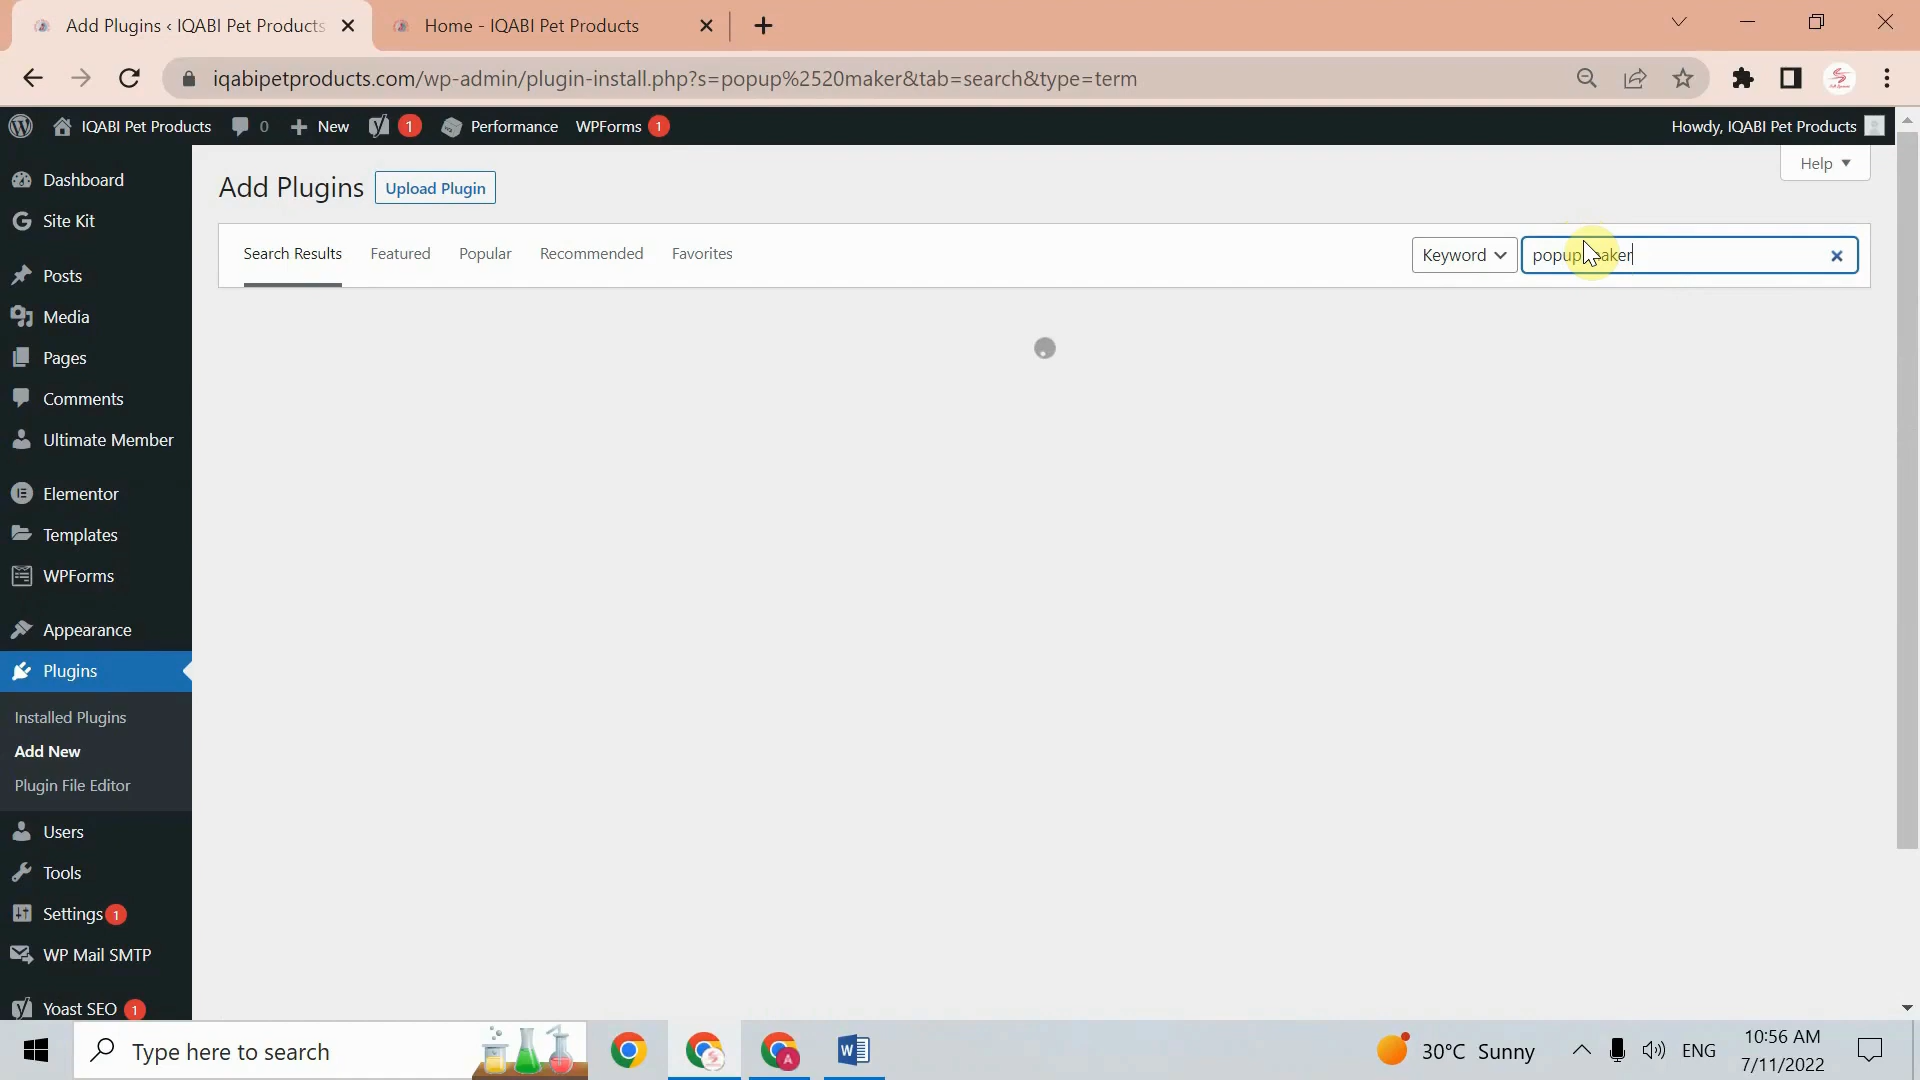 Add Plugins ‹ IQABI Pet Products
Home - IQABI Pet Products
iqabipetproducts.com/wp-admin/plugin-install.php?s=popup%2520maker&tab=search&type=term
IQABI Pet Products
0
New
1
Performance
WPForms 1
Howdy, IQABI Pet Products
Help
Dashboard
Site Kit
Posts
Media
Pages
Comments
Ultimate Member
Elementor
Templates
WPForms
Appearance
Plugins
Installed Plugins
Add New
Plugin File Editor
Users
Tools
Settings 1
WP Mail SMTP
Yoast SEO 1
Add Plugins
Upload Plugin
Search Results
Featured
Popular
Recommended
Favorites
Keyword
popup maker
Type here to search
A
W
30°C Sunny
ENG
10:56 AM
7/11/2022